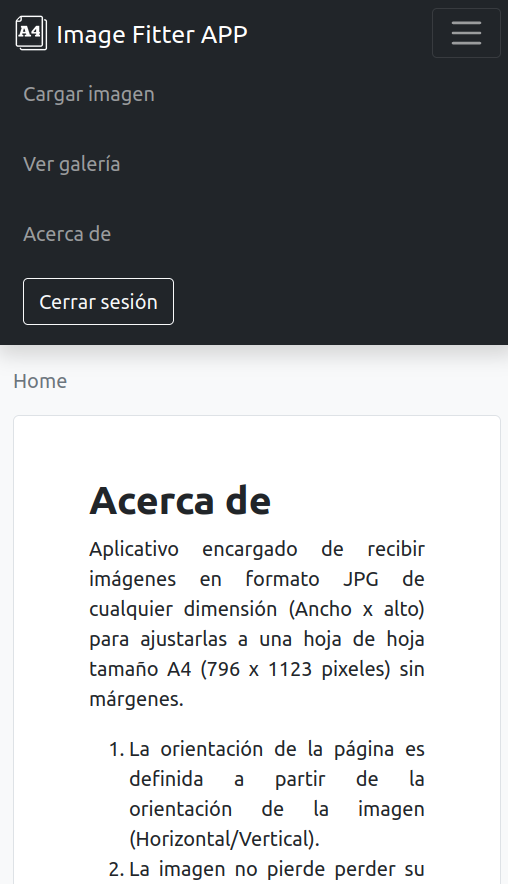 A4 Image Fitter APP
Cargar imagen
Ver galería
Acerca de
Cerrar sesión
Home
Acerca de
Aplicativo encargado de recibir
imágenes en formato JPG de
cualquier dimensión (Ancho x alto)
para ajustarlas a una hoja de hoja
tamaño A4 (796 x 1123 pixeles) sin
márgenes.
1. La orientación de la página es
definida a partir de la
orientación de la imagen
(Horizontal/Vertical).
2. La imagen no pierde perder su